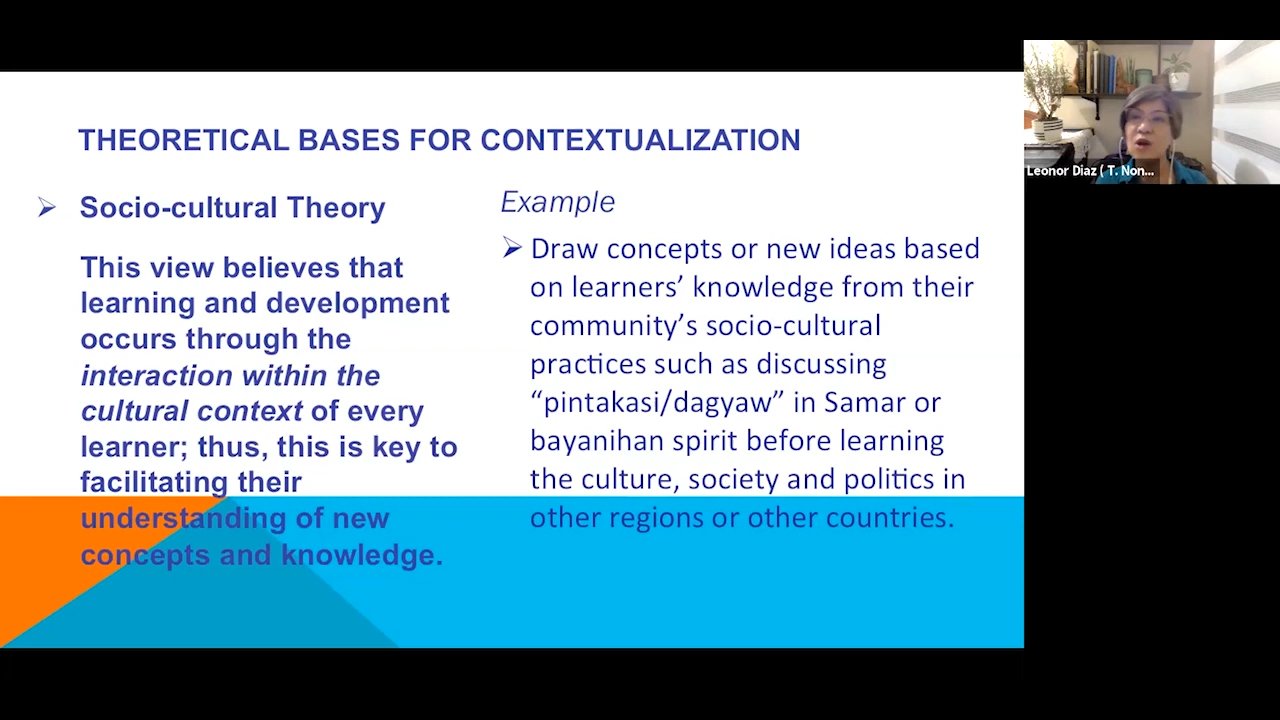 THEORETICAL BASES FOR CONTEXTUALIZATION
Socio-cultural Theory
This view believes that
learning and development
occurs through the
interaction within the
cultural context of every
learner; thus, this is key to
facilitating their
understanding of new
concepts and knowledge.
Example
Draw concepts or new ideas based
on learners’ knowledge from their
community’s socio-cultural
practices such as discussing
“pintakasi/dagyaw” in Samar or
bayanihan spirit before learning
the culture, society and politics in
other regions or other countries.
Leonor Diaz ( T. Non...